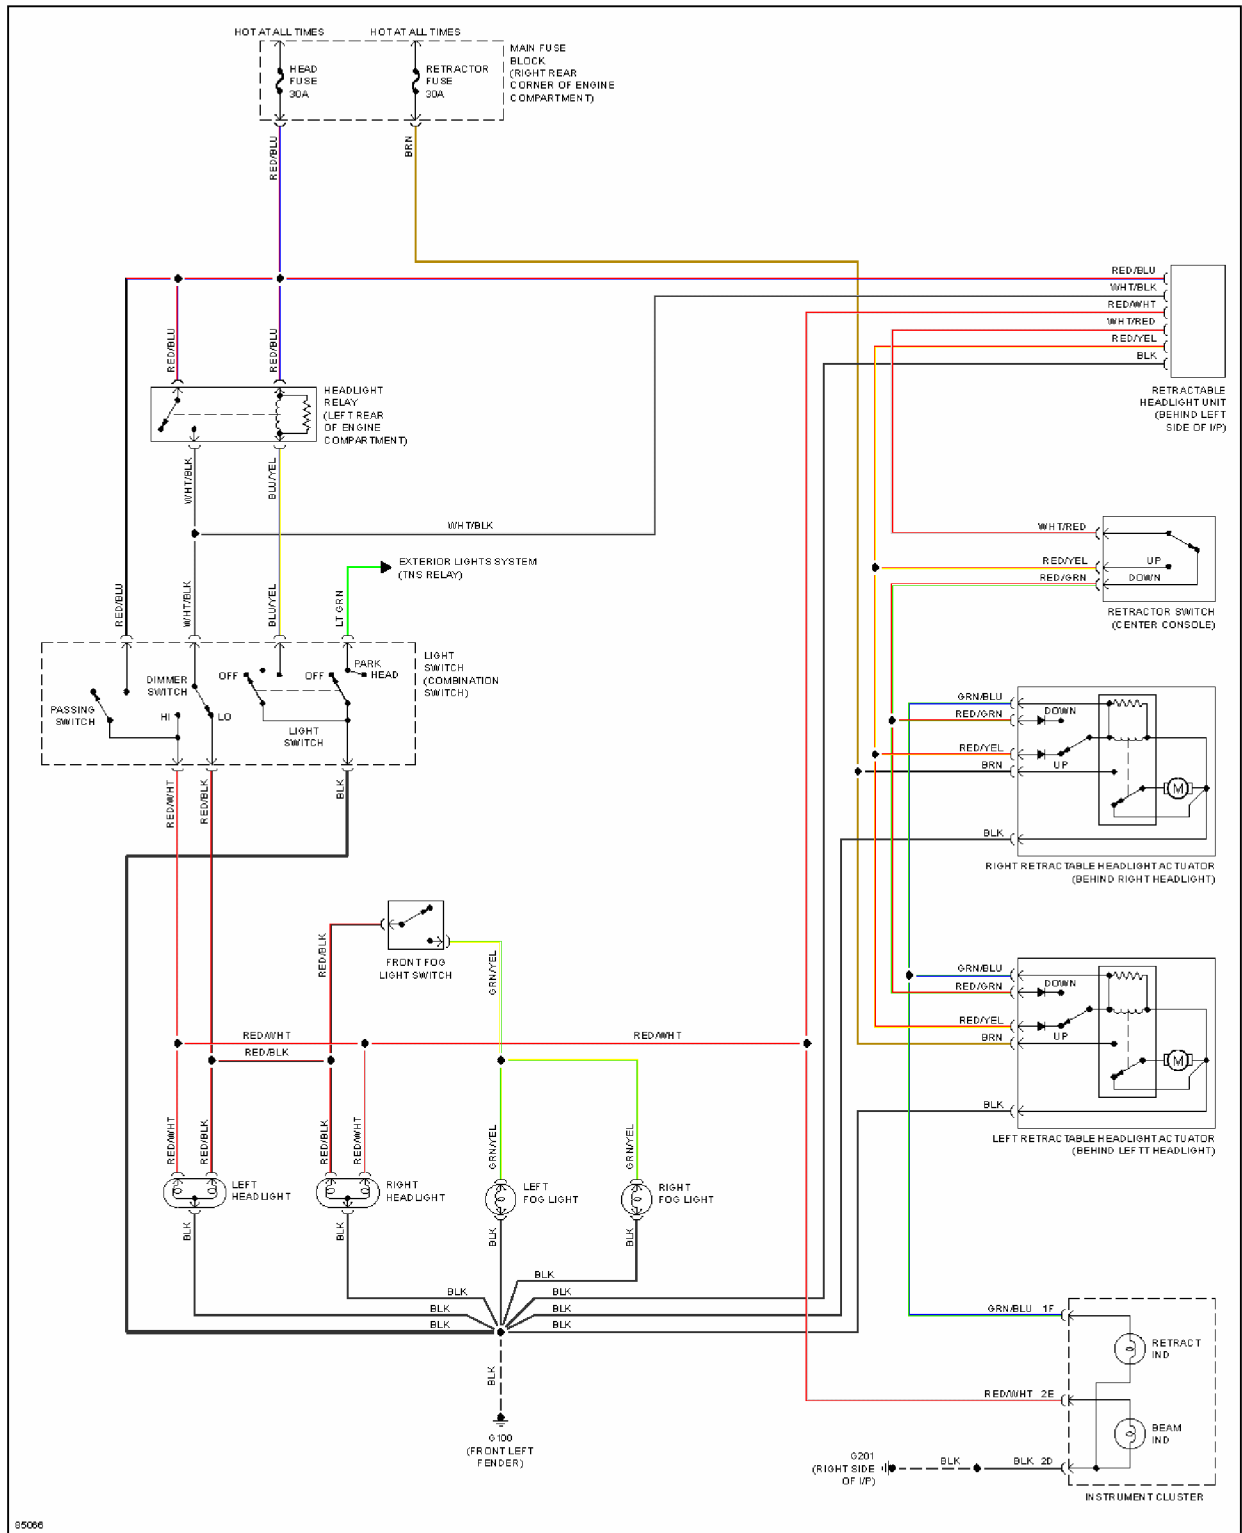 HOT AT ALL TIMES
HOT AT ALL TIMES
HEAD
FUSE
30A
RETRACTOR
FUSE
30A
MAIN FUSE
BLOCK
(RIGHT REAR
CORNER OF ENGINE
COMPARTMENT)
RED/BLU
BRN
RED/BLU
WHT/BLK
RED/WHT
WHT/RED
RED/YEL
BLK
RETRACTABLE
HEADLIGHT UNIT
(BEHIND LEFT
SIDE OF I/P)
RED/BLU
RED/BLU
HEADLIGHT
RELAY
(LEFT REAR
OF ENGINE
COMPARTMENT)
WHT/BLK
BLU/YEL
WHT/BLK
EXTERIOR LIGHTS SYSTEM
(TNS RELAY)
RED/BLU
WHT/BLK
BLU/YEL
LT GRN
WHT/RED
RED/YEL
RED/GRN
UP
DOWN
RETRACTOR SWITCH
(CENTER CONSOLE)
PASSING
SWITCH
DIMMER
SWITCH
HI
LO
OFF
OFF
PARK
HEAD
LIGHT
SWITCH
LIGHT
SWITCH
(COMBINATION
SWITCH)
RED/WHT
RED/BLK
BLK
GRN/BLU
RED/GRN
RED/YEL
BRN
BLK
DOWN
UP
M
RIGHT RETRACTABLE HEADLIGHT ACTUATOR
(BEHIND RIGHT HEADLIGHT)
RED/BLK
FRONT FOG
LIGHT SWITCH
GRN/YEL
GRN/BLU
RED/GRN
RED/YEL
BRN
BLK
DOWN
UP
M
LEFT RETRACTABLE HEADLIGHT ACTUATOR
(BEHIND LEFTT HEADLIGHT)
RED/WHT
RED/BLK
RED/WHT
RED/WHT
RED/BLK
RED/BLK
RED/WHT
GRN/YEL
GRN/YEL
LEFT
HEADLIGHT
RIGHT
HEADLIGHT
LEFT
FOG LIGHT
RIGHT
FOG LIGHT
BLK
BLK
BLK
BLK
BLK
BLK
BLK
BLK
BLK
BLK
BLK
BLK
G100
(FRONT LEFT
FENDER)
GRN/BLU 1F
RETRACT
IND
RED/WHT 2E
BEAM
IND
G201
(RIGHT SIDE
OF I/P)
BLK
BLK 2D
INSTRUMENT CLUSTER
85066